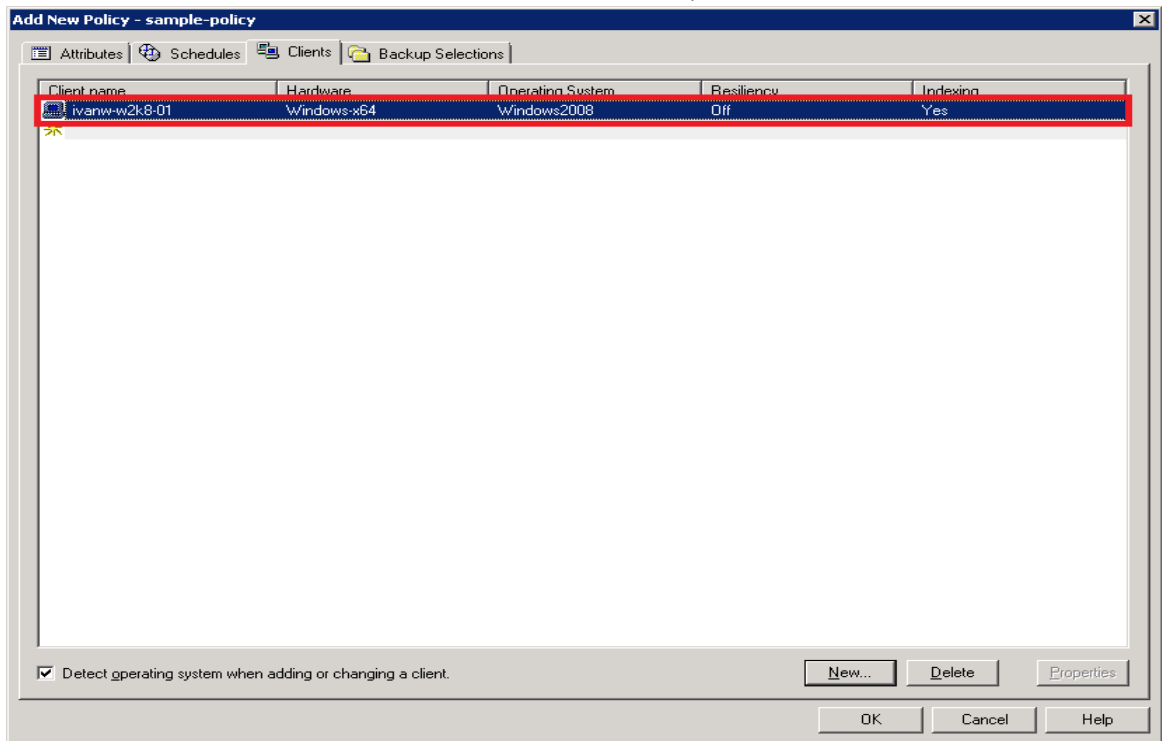 Add New Policy - sample-policy
Attributes Schedules Clients Backup Selections
Client name Hardware Operating System Resiliency Indexing
ivanw-w2k8-01 Windows-x64 Windows2008 Off Yes
Detect operating system when adding or changing a client. New... Delete Properties
OK Cancel Help